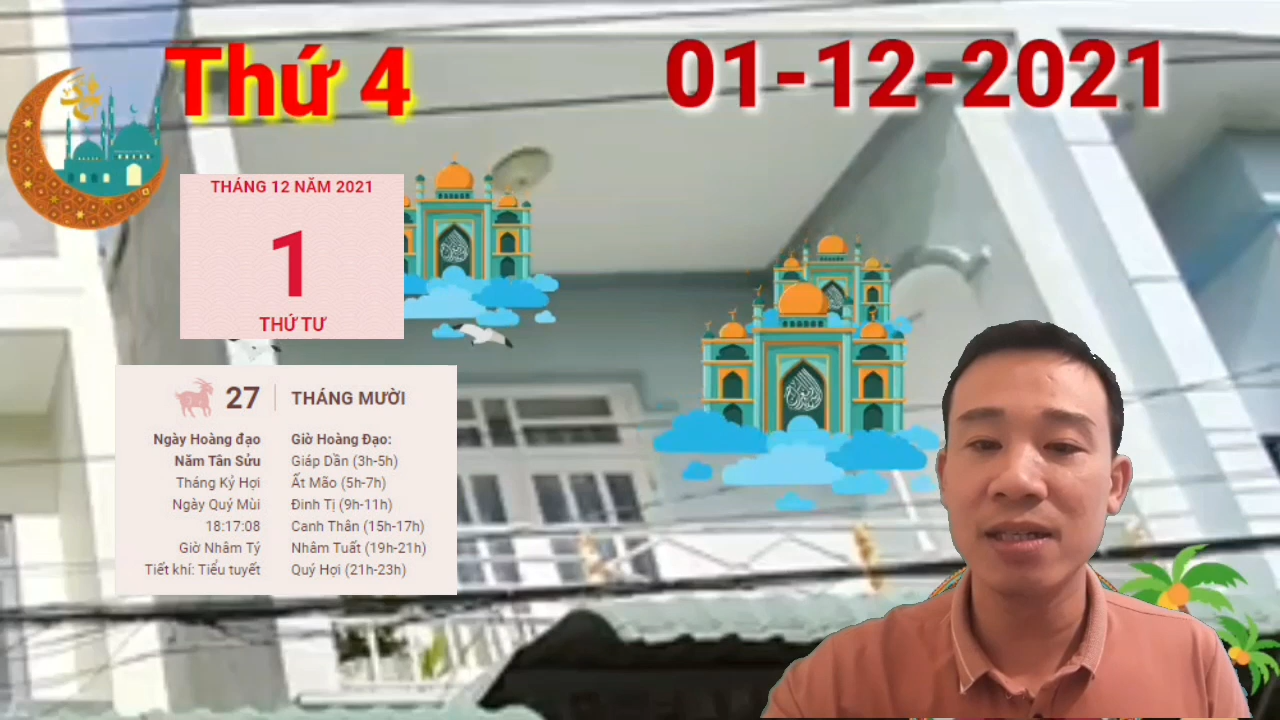 Thứ 4
01-12-2021
THÁNG 12 NĂM 2021
1
THỨ TƯ
27
THÁNG MƯỜI
Ngày Hoàng đạo
Năm Tân Sửu
Tháng Kỷ Hợi
Ngày Quý Mùi
18:17:08
Giờ Nhâm Tý
Tiết khí: Tiểu tuyết
Giờ Hoàng Đạo:
Giáp Dần (3h-5h)
Ất Mão (5h-7h)
Đinh Tị (9h-11h)
Canh Thân (15h-17h)
Nhâm Tuất (19h-21h)
Quý Hợi (21h-23h)